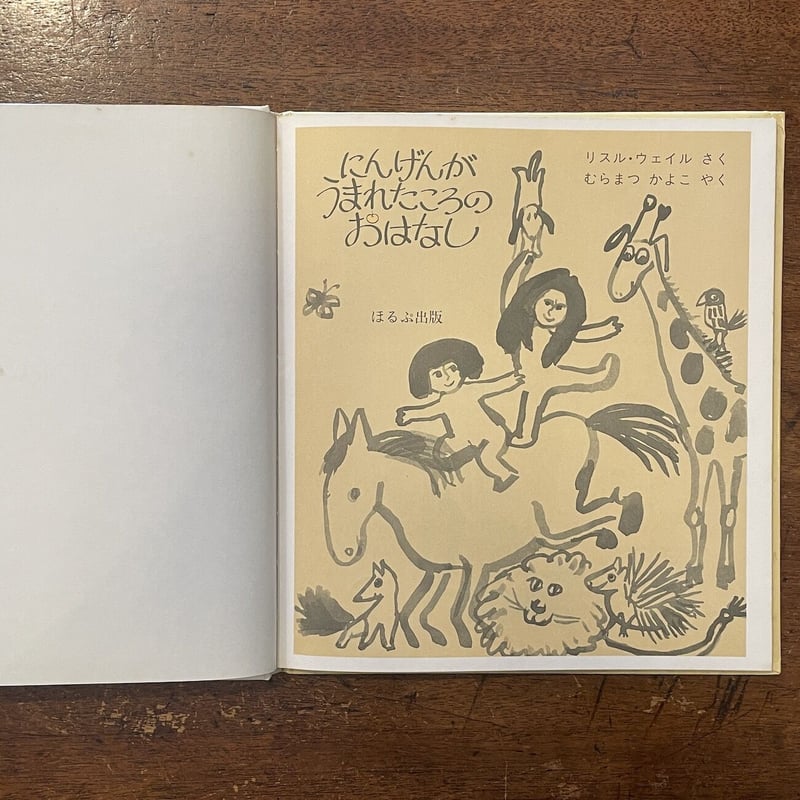 にんげんが
うまれたころの
おはなし
リスル・ウェイル さく
むらまつ かよこ やく
ほるぷ出版